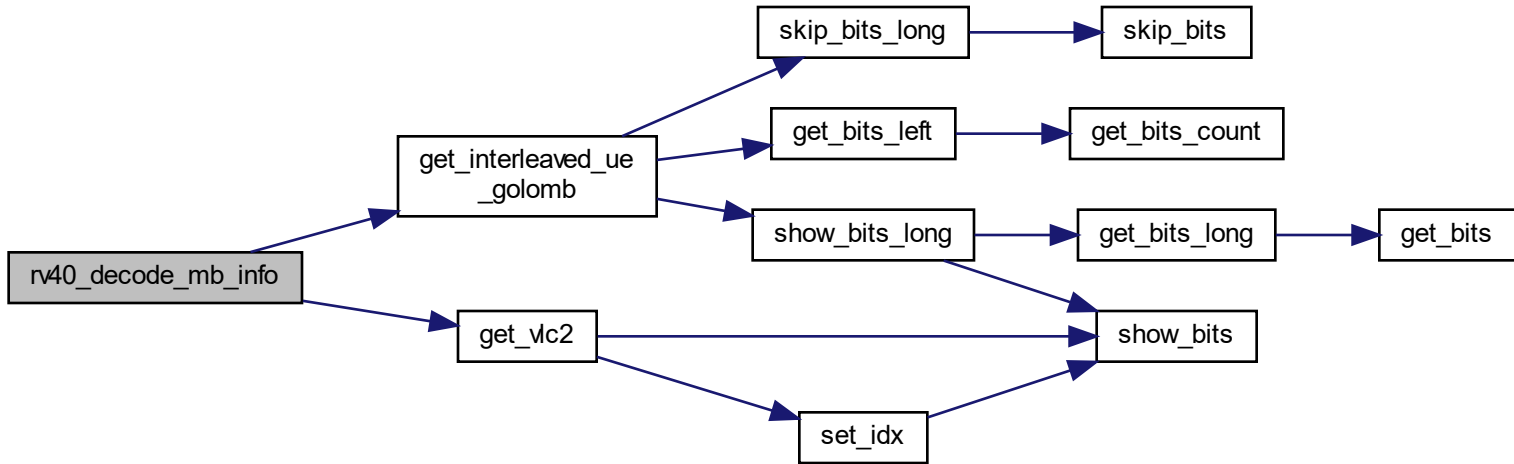 skip_bits_long
skip_bits
get_bits_left
get_bits_count
get_interleaved_ue
_golomb
show_bits_long
get_bits_long
get_bits
rv40_decode_mb_info
get_vlc2
show_bits
set_idx